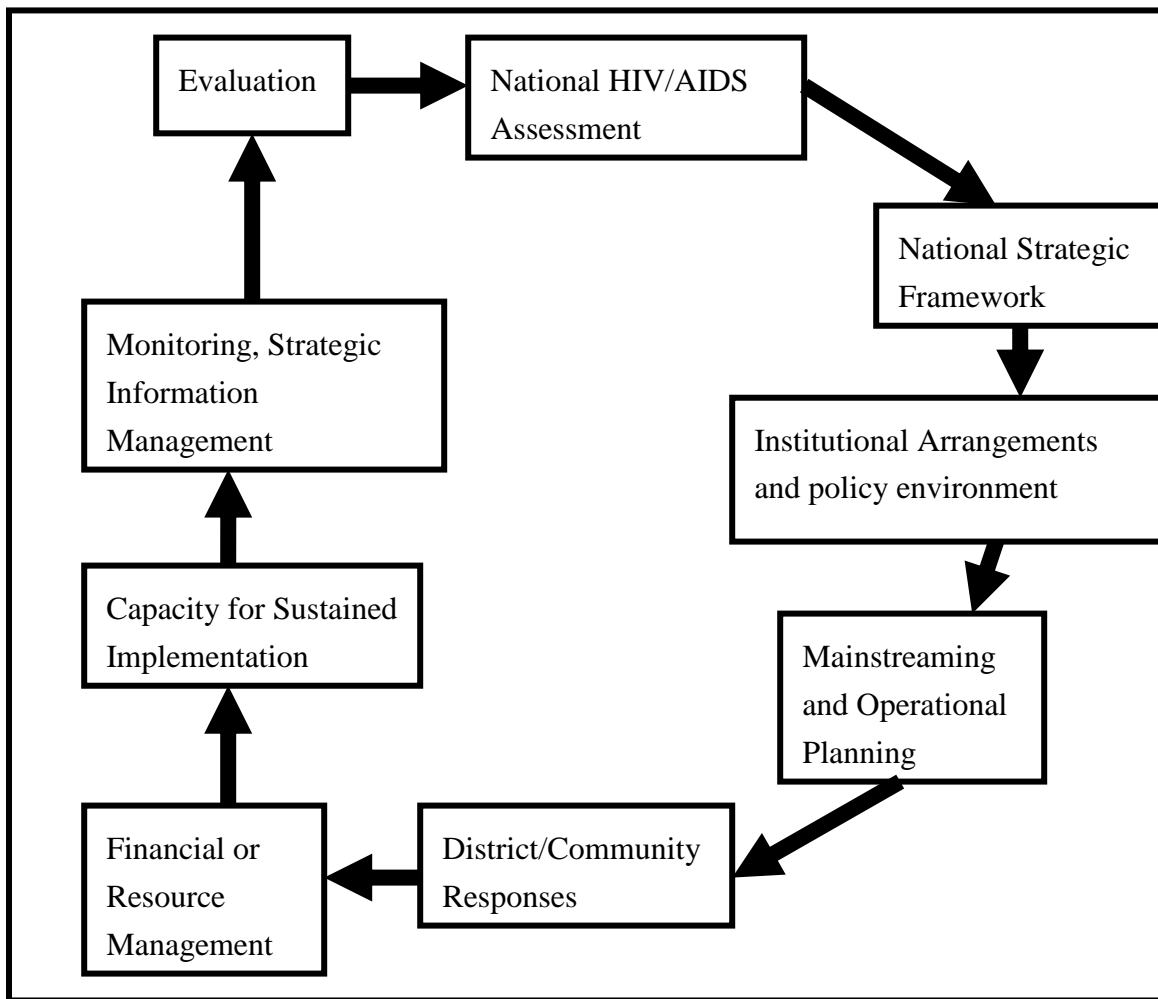 Evaluation
National HIV/AIDS
Assessment
National Strategic
Framework
Institutional Arrangements
and policy environment
Mainstreaming
and Operational
Planning
District/Community
Responses
Financial or
Resource
Management
Capacity for Sustained
Implementation
Monitoring, Strategic
Information
Management